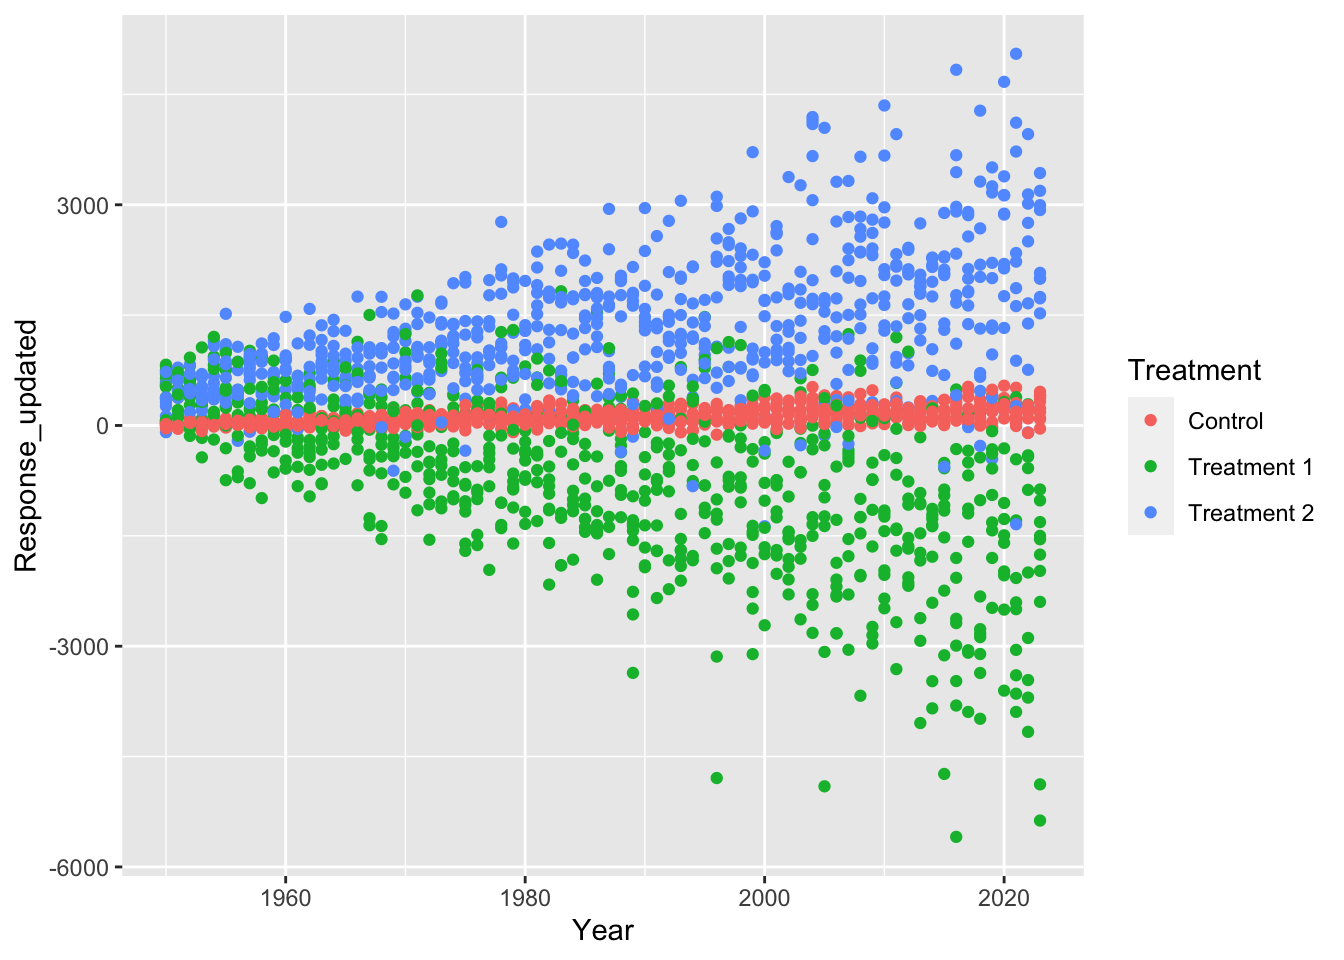 3000
0
-3000
-6000
Response_updated
1960 1980 2000 2020
Year
Treatment
Control
Treatment 1
Treatment 2